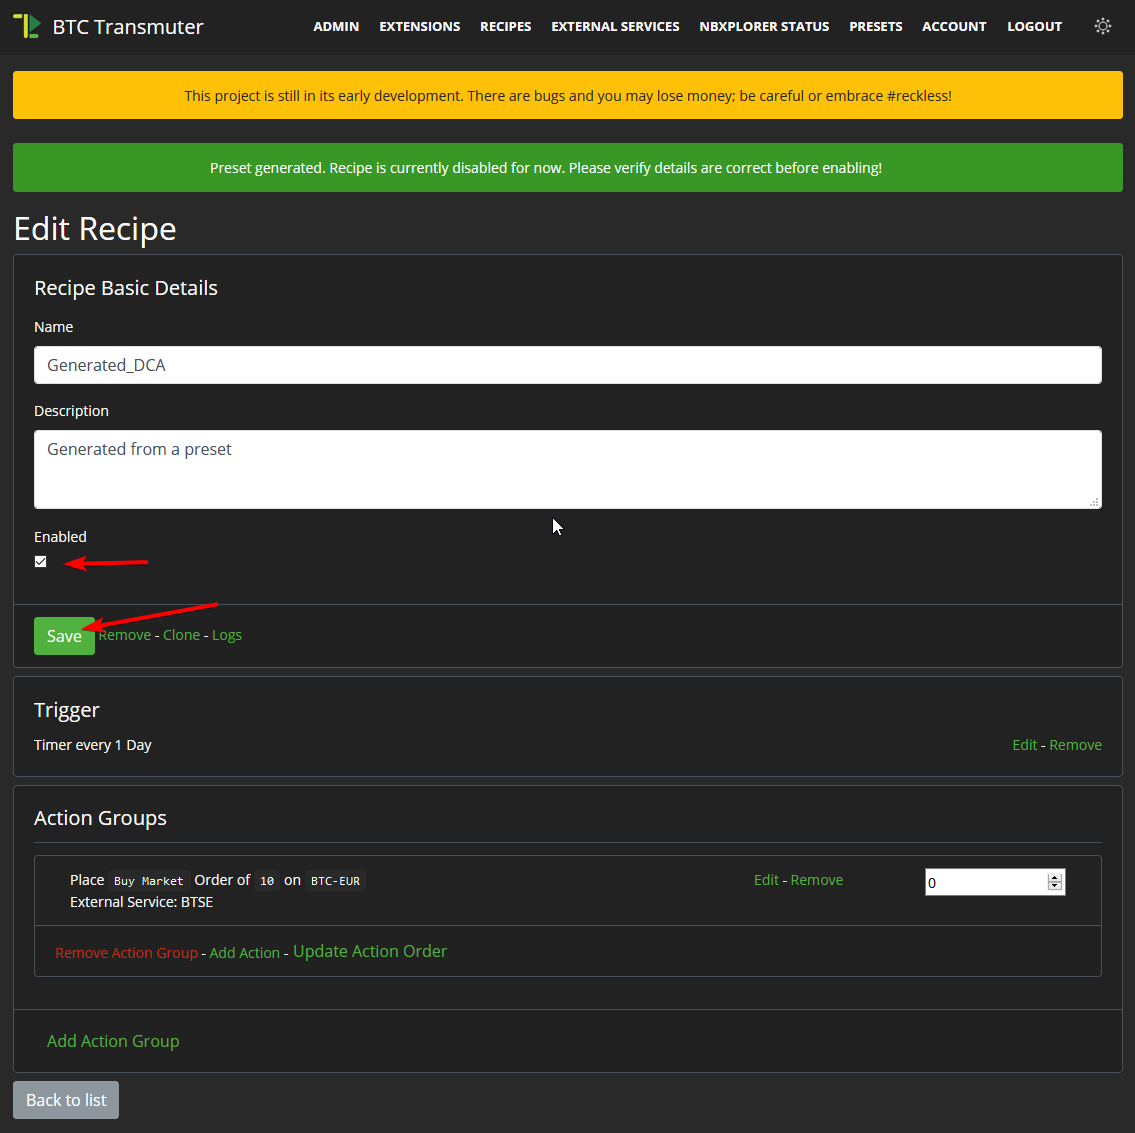 BTC Transmuter
ADMIN EXTENSIONS RECIPES EXTERNAL SERVICES NBXPLORER STATUS PRESETS ACCOUNT LOGOUT
This project is still in its early development. There are bugs and you may lose money; be careful or embrace #reckless!
Preset generated. Recipe is currently disabled for now. Please verify details are correct before enabling!
Edit Recipe
Recipe Basic Details
Name
Generated_DCA
Description
Generated from a preset
Enabled
Save Remove - Clone - Logs
Trigger
Timer every 1 Day Edit - Remove
Action Groups
Place Buy Market Order of 10 on BTC-EUR Edit - Remove 0
External Service: BTSE
Remove Action Group - Add Action - Update Action Order
Add Action Group
Back to list